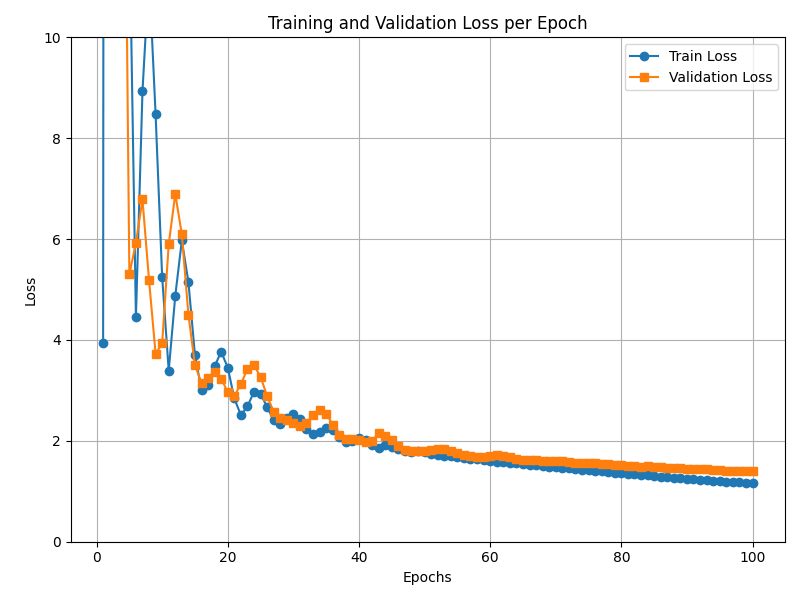 Training and Validation Loss per Epoch
Train Loss
Validation Loss
Loss
10
8
6
4
2
0
0 20 40 60 80 100
Epochs